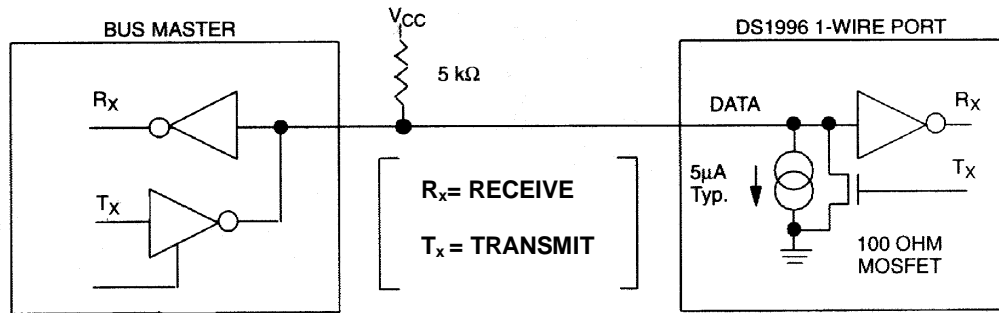 BUS MASTER
VCC
DS1996 1-WIRE PORT
5 kΩ
RX
DATA
RX
TX
Rx= RECEIVE
Tx = TRANSMIT
5µA
Typ.
TX
100 OHM
MOSFET